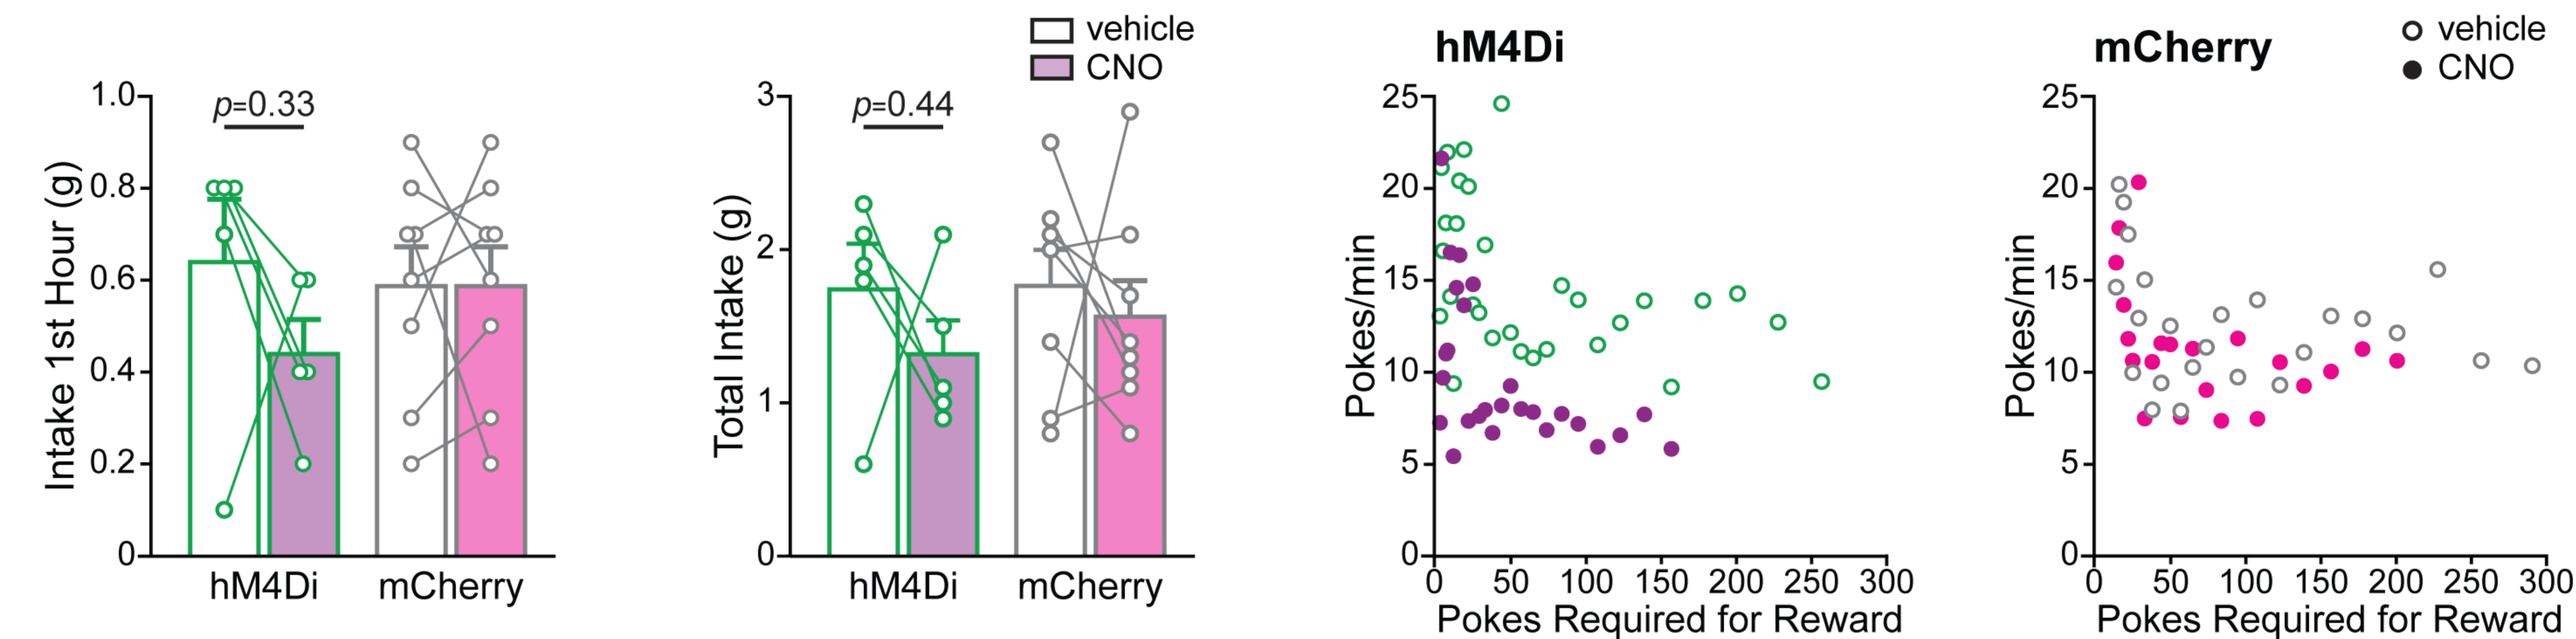 vehicle
CNO
Intake 1st Hour (g)
1.0
0.8
0.6
0.4
0.2
0
p=0.33
hM4Di
mCherry
Total Intake (g)
3
2
1
0
p=0.44
hM4Di
mCherry
hM4Di
Pokes/min
25
20
15
10
5
0
0 50 100 150 200 250 300
Pokes Required for Reward
mCherry
vehicle
CNO
Pokes/min
25
20
15
10
5
0
0 50 100 150 200 250 300
Pokes Required for Reward